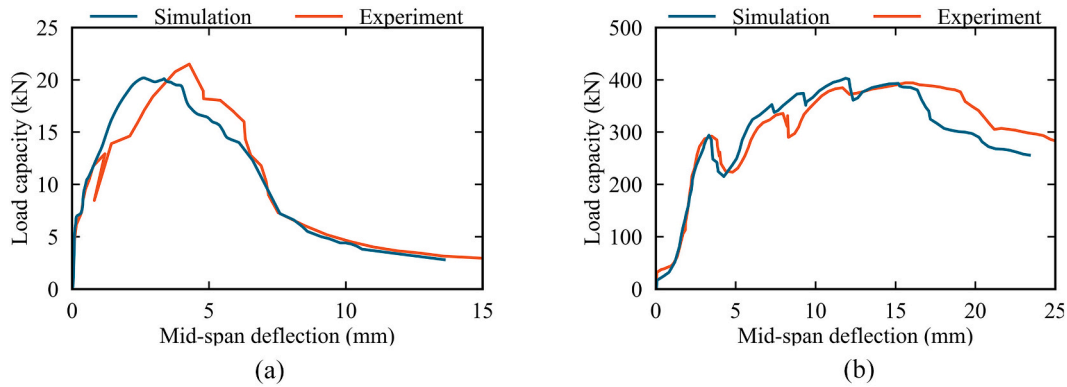 Simulation Experiment
25
20
15
10
5
0
Load capacity (kN)
0 5 10 15
Mid-span deflection (mm)
(a)
Simulation Experiment
500
400
300
200
100
0
Load capacity (kN)
0 5 10 15 20 25
Mid-span deflection (mm)
(b)